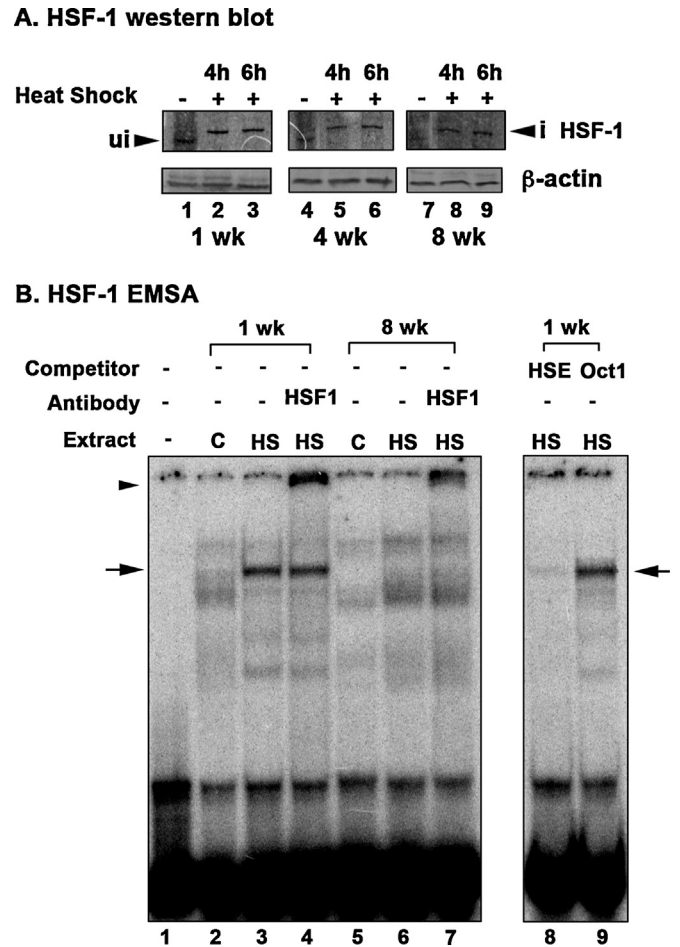 A. HSF-1 western blot
4h 6h 4h 6h 4h 6h
Heat Shock - + + - + + - + +
ui i HSF-1
β-actin
1 2 3 4 5 6 7 8 9
1 wk 4 wk 8 wk
B. HSF-1 EMSA
1 wk 8 wk 1 wk
Competitor - - - - - - - HSE Oct1
Antibody - - - HSF1 - - HSF1 - -
Extract - C HS HS C HS HS HS HS
1 2 3 4 5 6 7 8 9